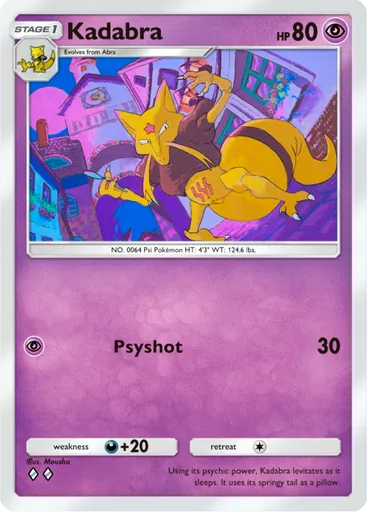 STAGE 1
Kadabra
HP 80
Evolves from Abra
NO. 0064 Psi Pokémon HT: 4'3" WT: 124.6 lbs.
Psyshot 30
weakness +20
retreat
Illus. Mousho
Using its psychic power, Kadabra levitates as it
sleeps. It uses its springy tail as a pillow.